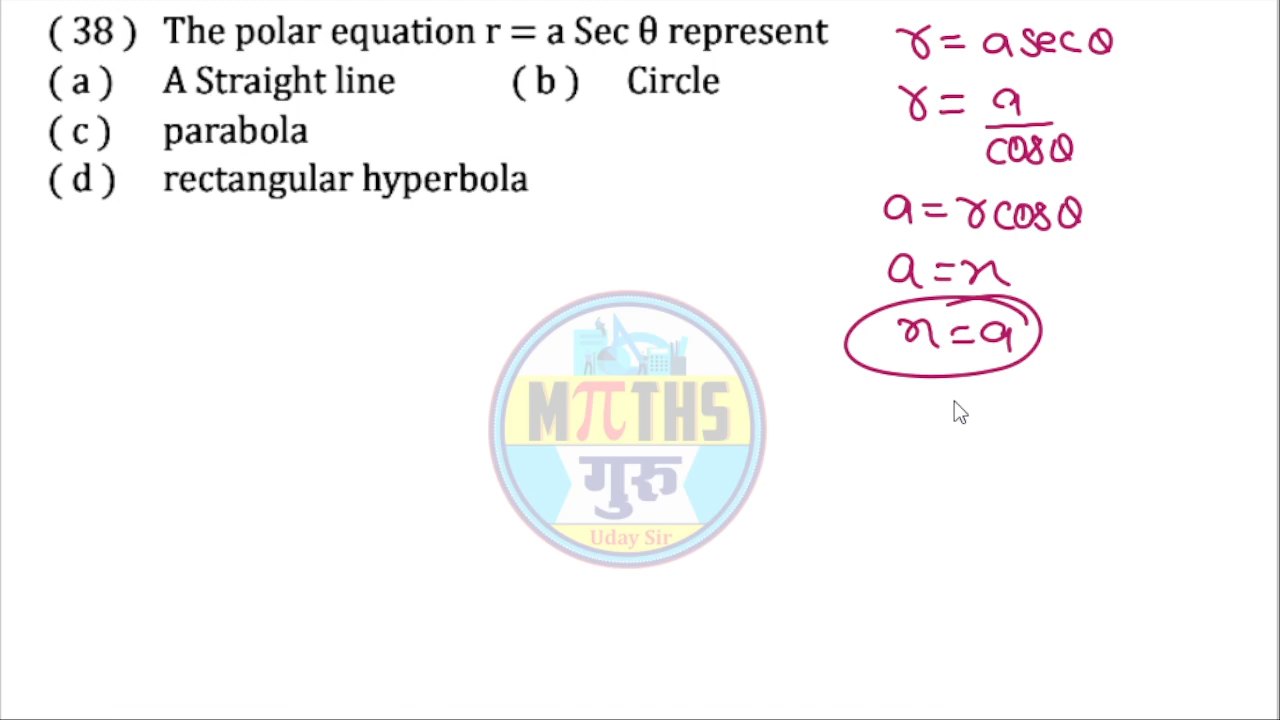 ( 38 ) The polar equation r = a Sec θ represent
( a ) A Straight line ( b ) Circle
( c ) parabola
( d ) rectangular hyperbola
r = a sec θ
r = a / cos θ
a = r cos θ
a = x
x = a
MπTHS
गुरु
Uday Sir